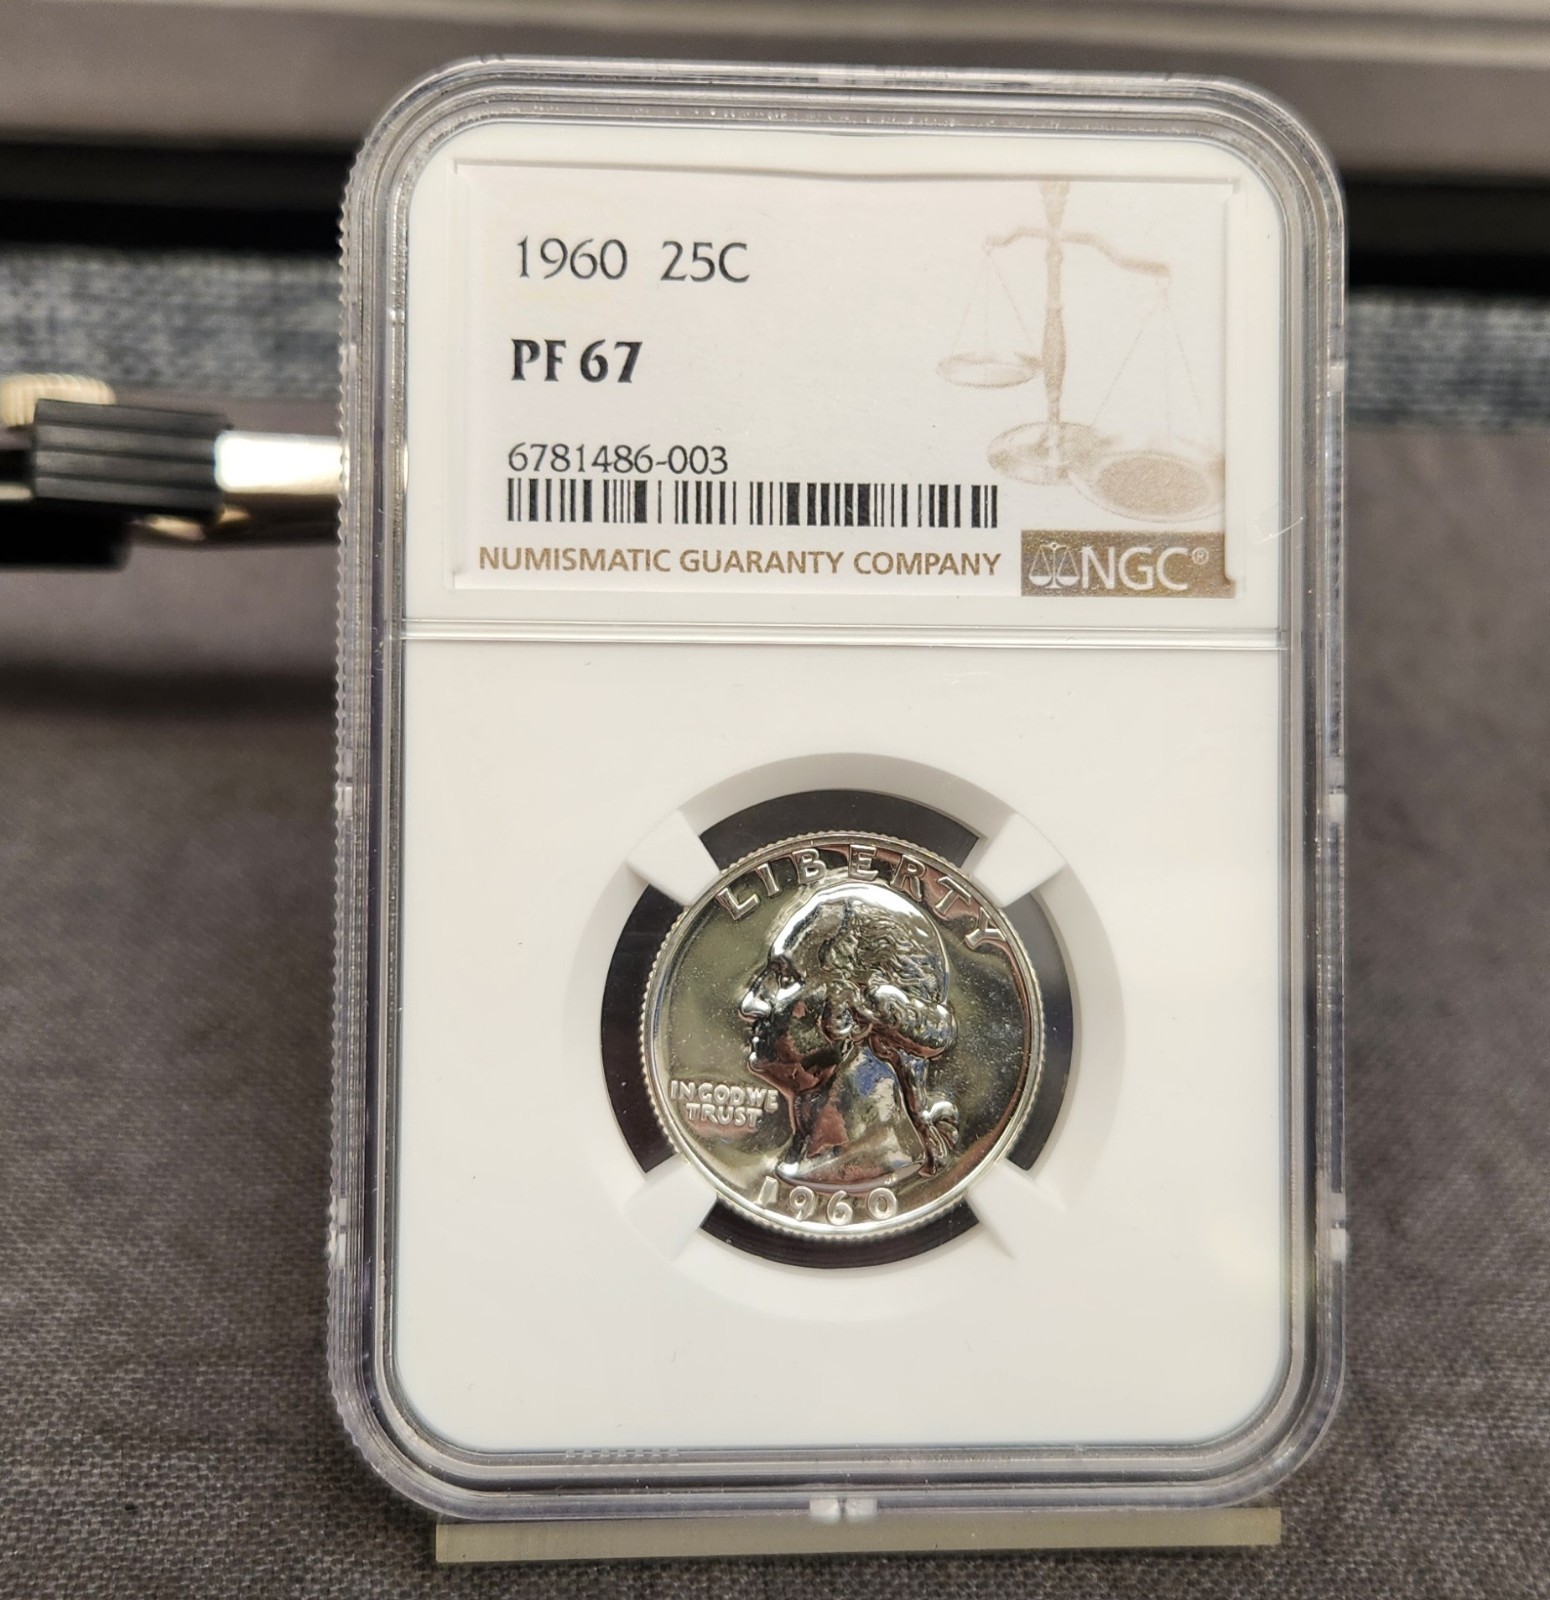 1960 25C
PF 67
6781486-003
NUMISMATIC GUARANTY COMPANY
NGC®
LIBERTY
IN GOD WE
TRUST
1960